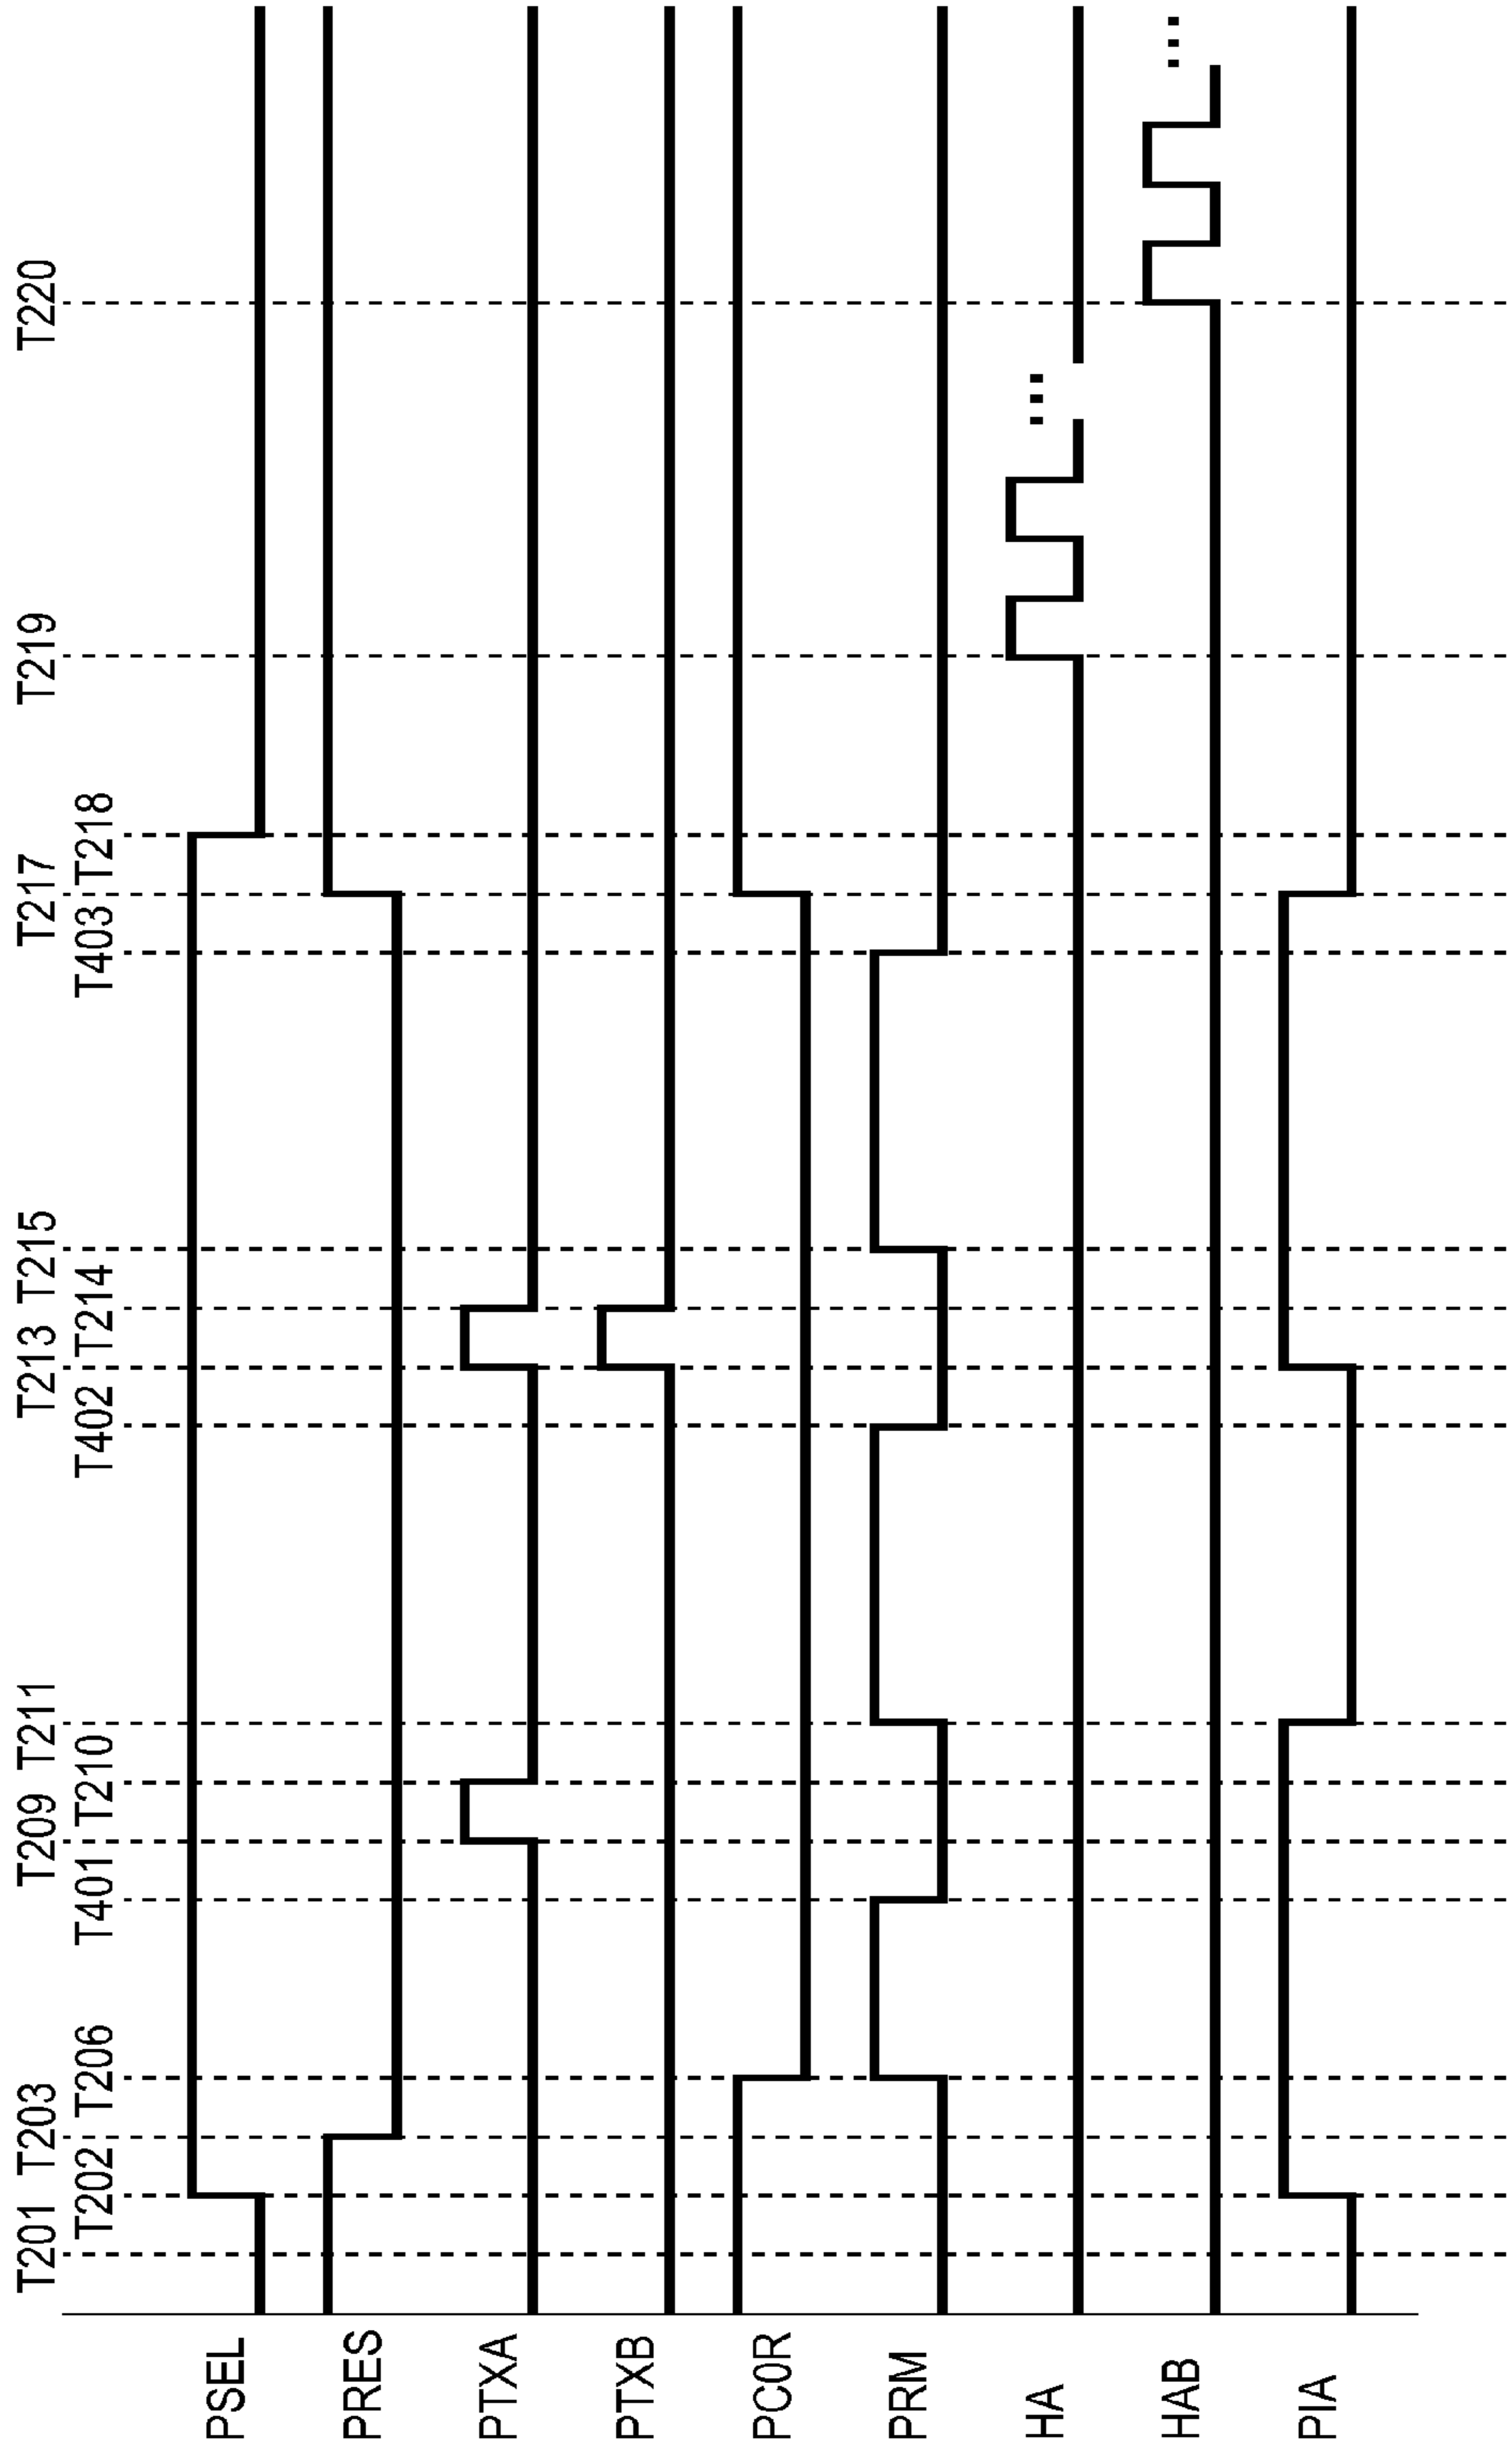 T201 T203 T209 T211 T213 T215 T217 T219 T220
T202 T206 T401 T210 T402 T214 T403 T218
PSEL
PRES
PTXA
PTXB
PC0R
PRM
HA
HAB
PIA